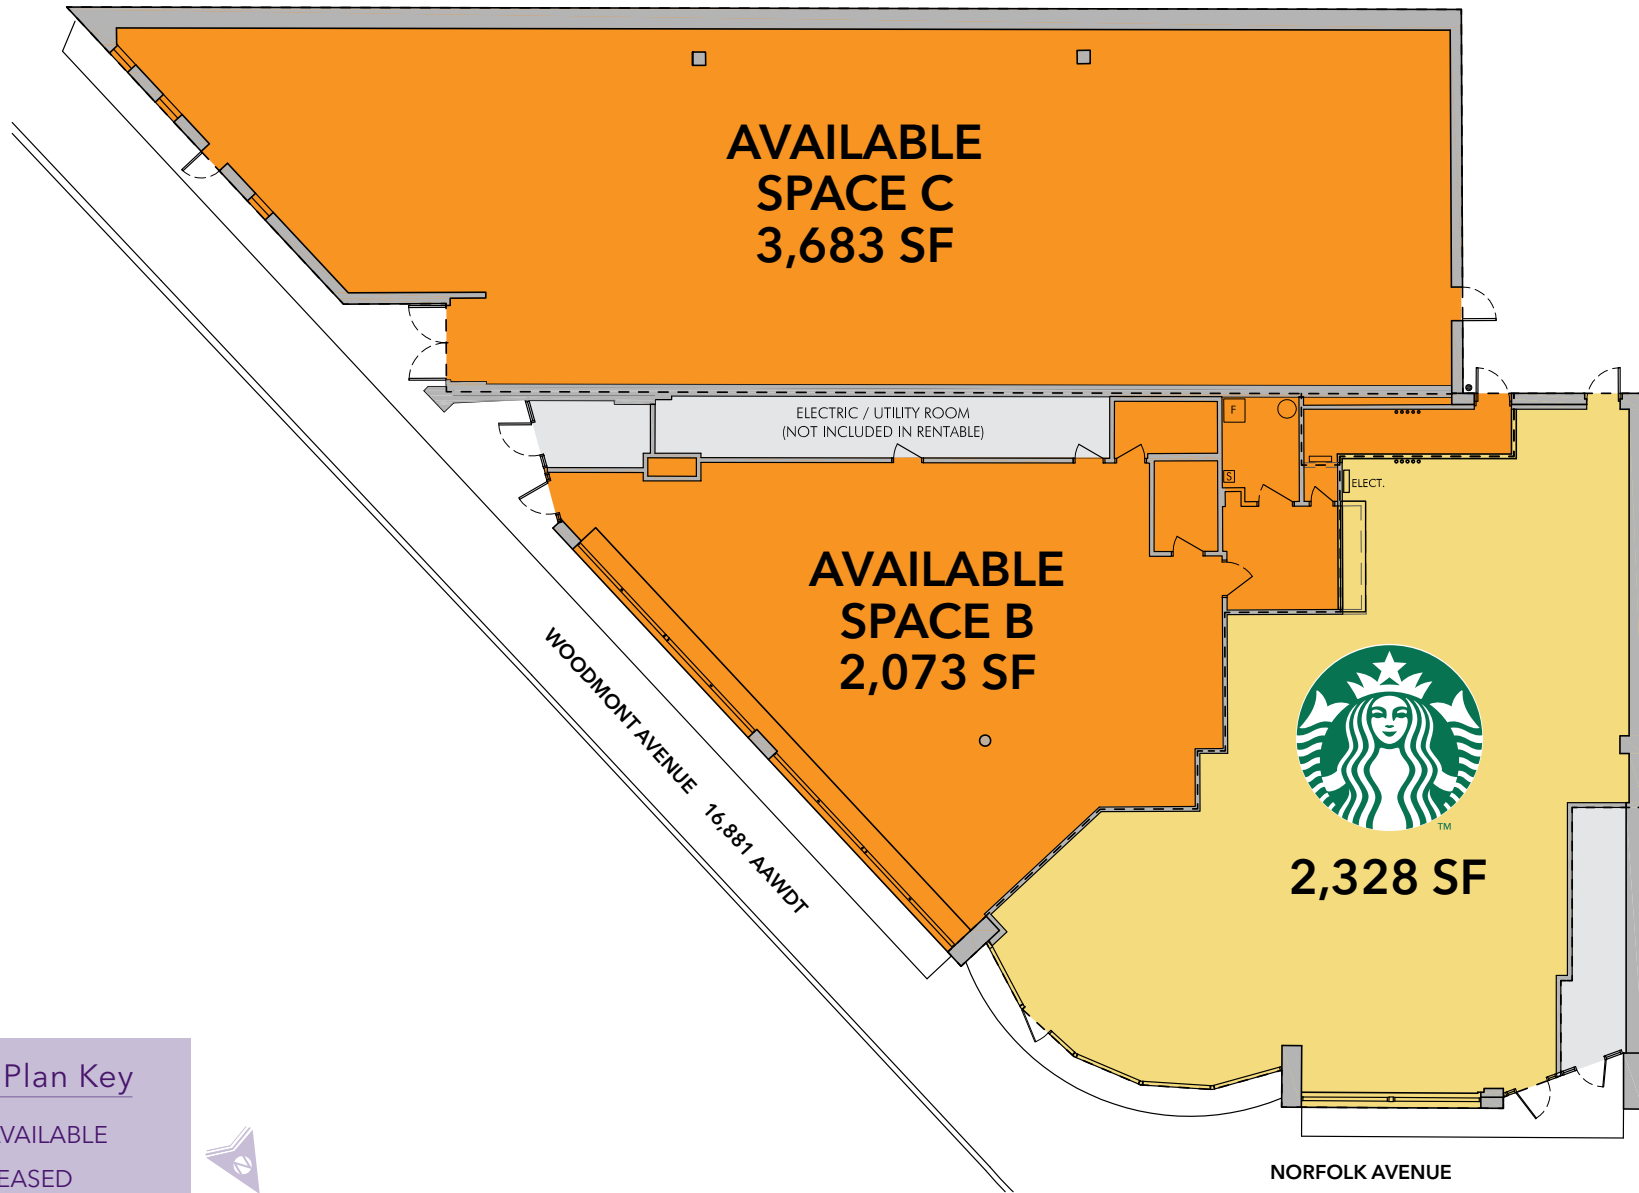 AVAILABLE
SPACE C
3,683 SF
ELECTRIC / UTILITY ROOM
(NOT INCLUDED IN RENTABLE)
F
S
ELECT.
AVAILABLE
SPACE B
2,073 SF
WOODMONT AVENUE 16,881 AAWDT
TM
2,328 SF
Plan Key
VAILABLE
EASED
N
NORFOLK AVENUE